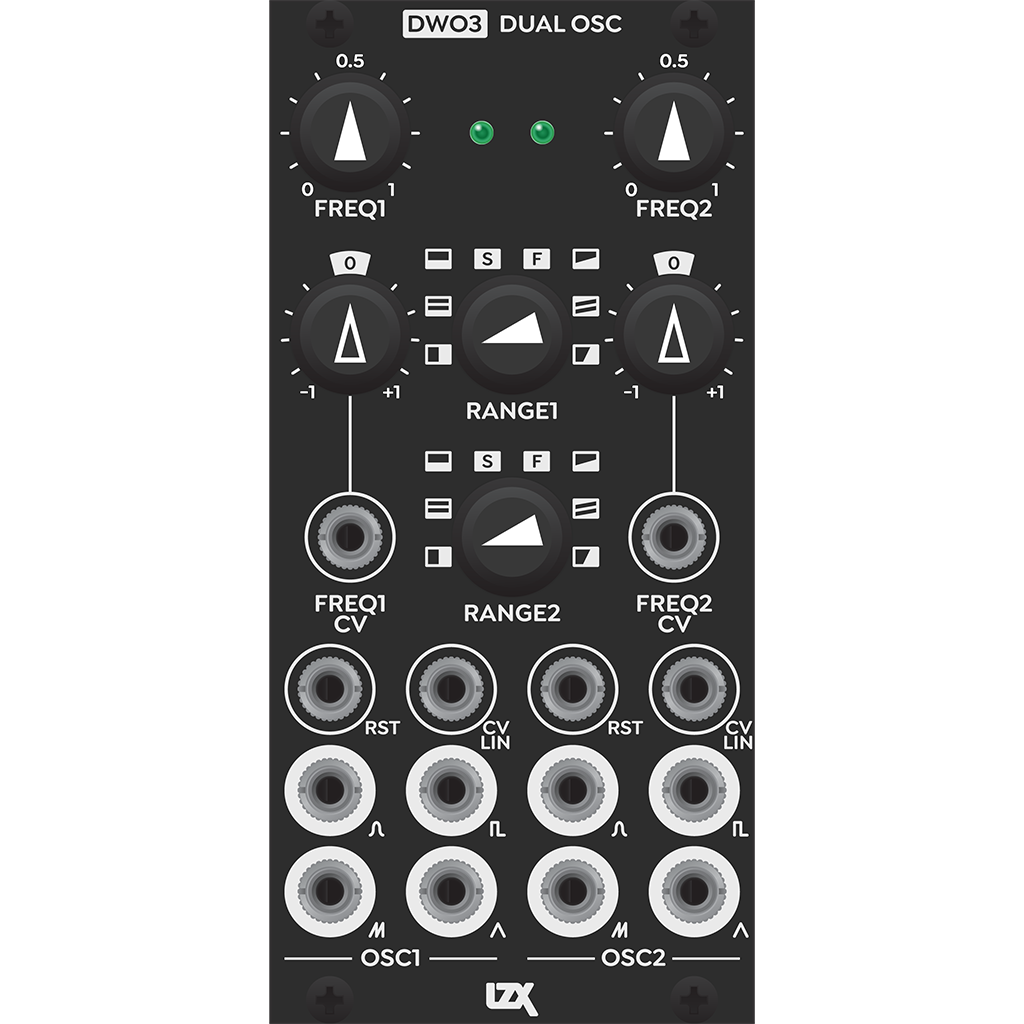 DWO3 DUAL OSC
0.5 0.5
0 1 0 1
FREQ1 FREQ2
0 S F 0
-1 +1 -1 +1
RANGE1
S F
FREQ1 CV
RANGE2
FREQ2 CV
RST CV LIN RST CV LIN
OSC1 OSC2
LZX